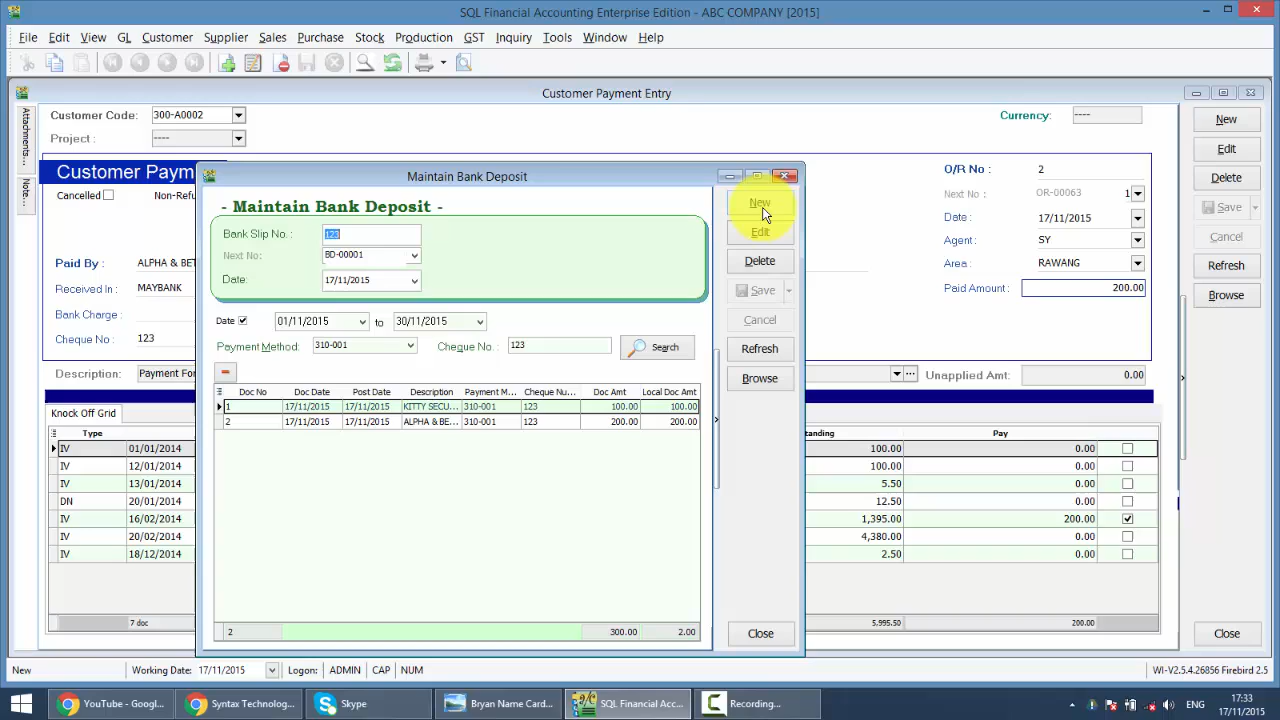 SQL Financial Accounting Enterprise Edition - ABC COMPANY [2015]
File Edit View GL Customer Supplier Sales Purchase Stock Production GST Inquiry Tools Window Help
Customer Payment Entry
Attachments...
Note...
Customer Code: 300-A0002 Currency: ----
Project : ----
Customer Paym
Cancelled Non-Refu
O/R No : 2
Next No : OR-00063 1
Date : 17/11/2015
Agent : SY
Area : RAWANG
Paid Amount : 200.00
Paid By : ALPHA & BET
Received In : MAYBANK
Bank Charge :
Cheque No : 123
Description: Payment For
Unapplied Amt: 0.00
Knock Off Grid
Type
IV 01/01/2014
IV 12/01/2014
IV 13/01/2014
DN 20/01/2014
IV 16/02/2014
IV 20/02/2014
IV 18/12/2014
7 doc
tanding Pay
100.00 0.00
100.00 0.00
5.50 0.00
12.50 0.00
1,395.00 200.00
4,380.00 0.00
2.50 0.00
5,995.50 200.00
New
Edit
Delete
Save
Cancel
Refresh
Browse
Close
Maintain Bank Deposit
- Maintain Bank Deposit -
Bank Slip No. : 123
Next No: BD-00001
Date: 17/11/2015
Date 01/11/2015 to 30/11/2015
Payment Method: 310-001 Cheque No. : 123 Search
Doc No Doc Date Post Date Description Payment M... Cheque Nu... Doc Amt Local Doc Amt
1 17/11/2015 17/11/2015 KITTY SECU... 310-001 123 100.00 100.00
2 17/11/2015 17/11/2015 ALPHA & BE... 310-001 123 200.00 200.00
2 300.00 2.00
New
Edit
Delete
Save
Cancel
Refresh
Browse
Close
New Working Date: 17/11/2015 Logon: ADMIN CAP NUM WI-V2.5.4.26856 Firebird 2.5
YouTube - Googl... Syntax Technolog... Skype Bryan Name Card... SQL Financial Acc... Recording...
ENG
17:33
17/11/2015